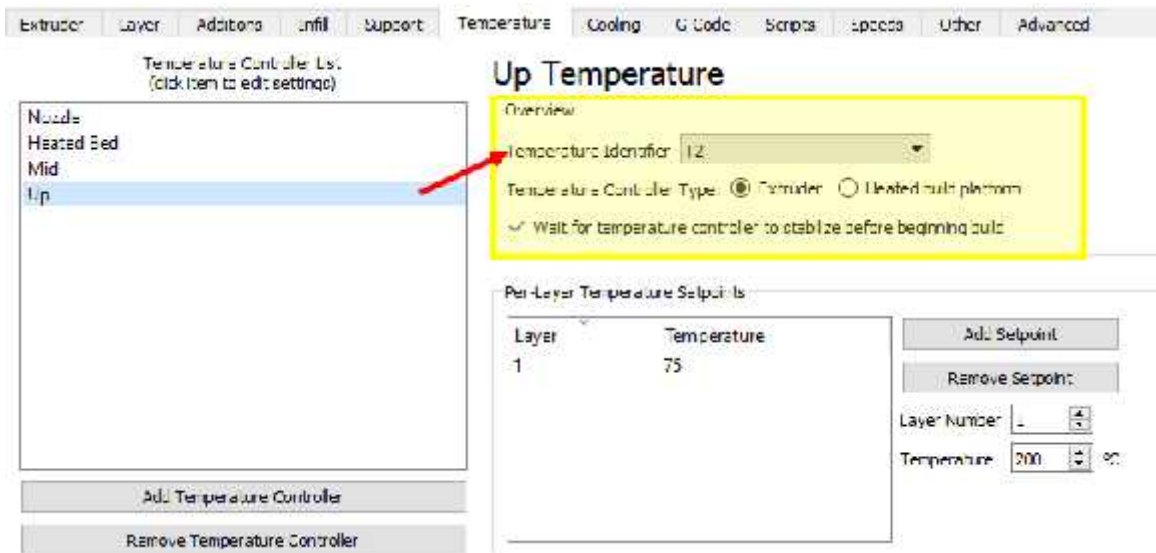 Extruder Layer Additions Infill Support Temperature Cooling G-Code Scripts Speeds Other Advanced
Temperature Controller List
(click item to edit settings)
Nozzle
Heated Bed
Mid
Up
Add Temperature Controller
Remove Temperature Controller
Up Temperature
Overview
Temperature Identifier T2
Temperature Controller Type: Extruder Heated build platform
Wait for temperature controller to stabilize before beginning build
Per-Layer Temperature Setpoints
Layer Temperature
1 75
Add Setpoint
Remove Setpoint
Layer Number 1
Temperature 200 °C